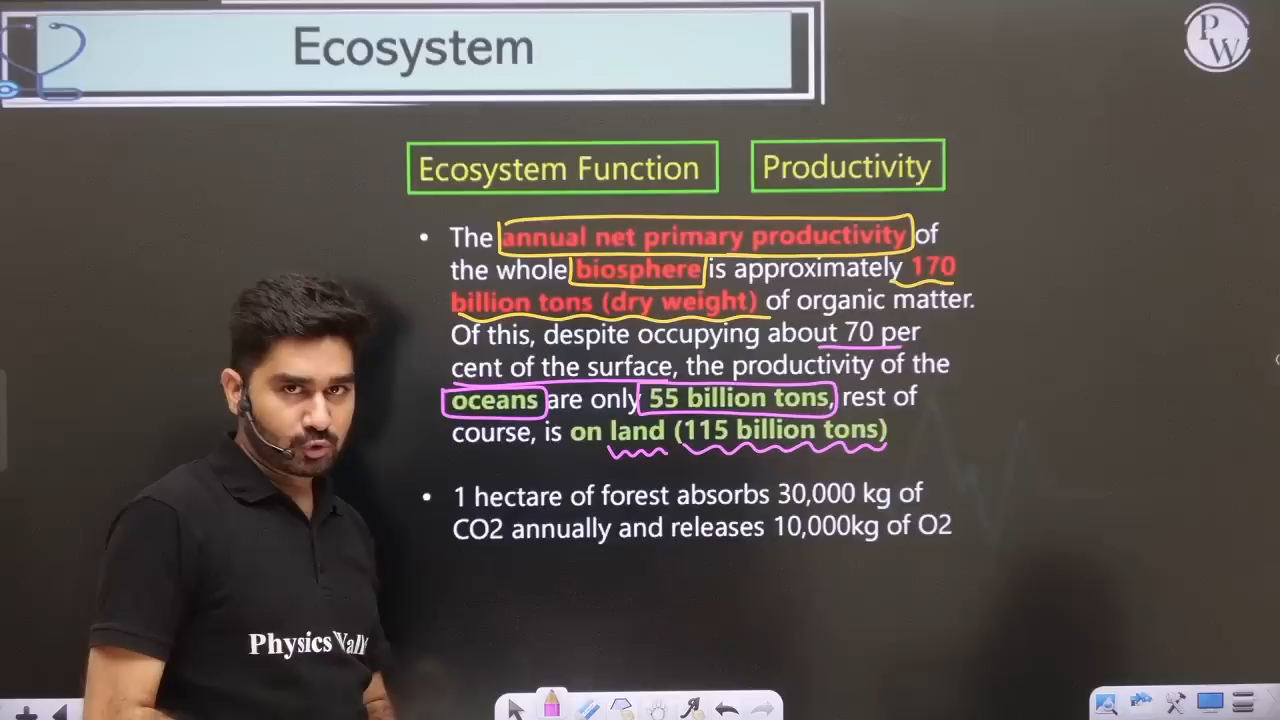 Ecosystem
P
W
Ecosystem Function
Productivity
• The annual net primary productivity of
the whole biosphere is approximately 170
billion tons (dry weight) of organic matter.
Of this, despite occupying about 70 per
cent of the surface, the productivity of the
oceans are only 55 billion tons, rest of
course, is on land (115 billion tons)
• 1 hectare of forest absorbs 30,000 kg of
CO2 annually and releases 10,000kg of O2
Physics